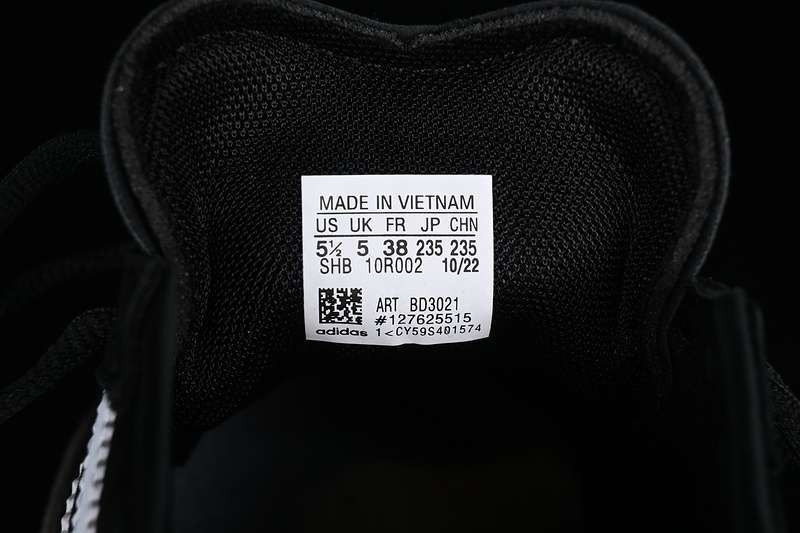 MADE IN VIETNAM
US UK FR JP CHN
5½ 5 38 235 235
SHB 10R002 10/22
ART BD3021
#127625515
adidas 1<CY59S401574